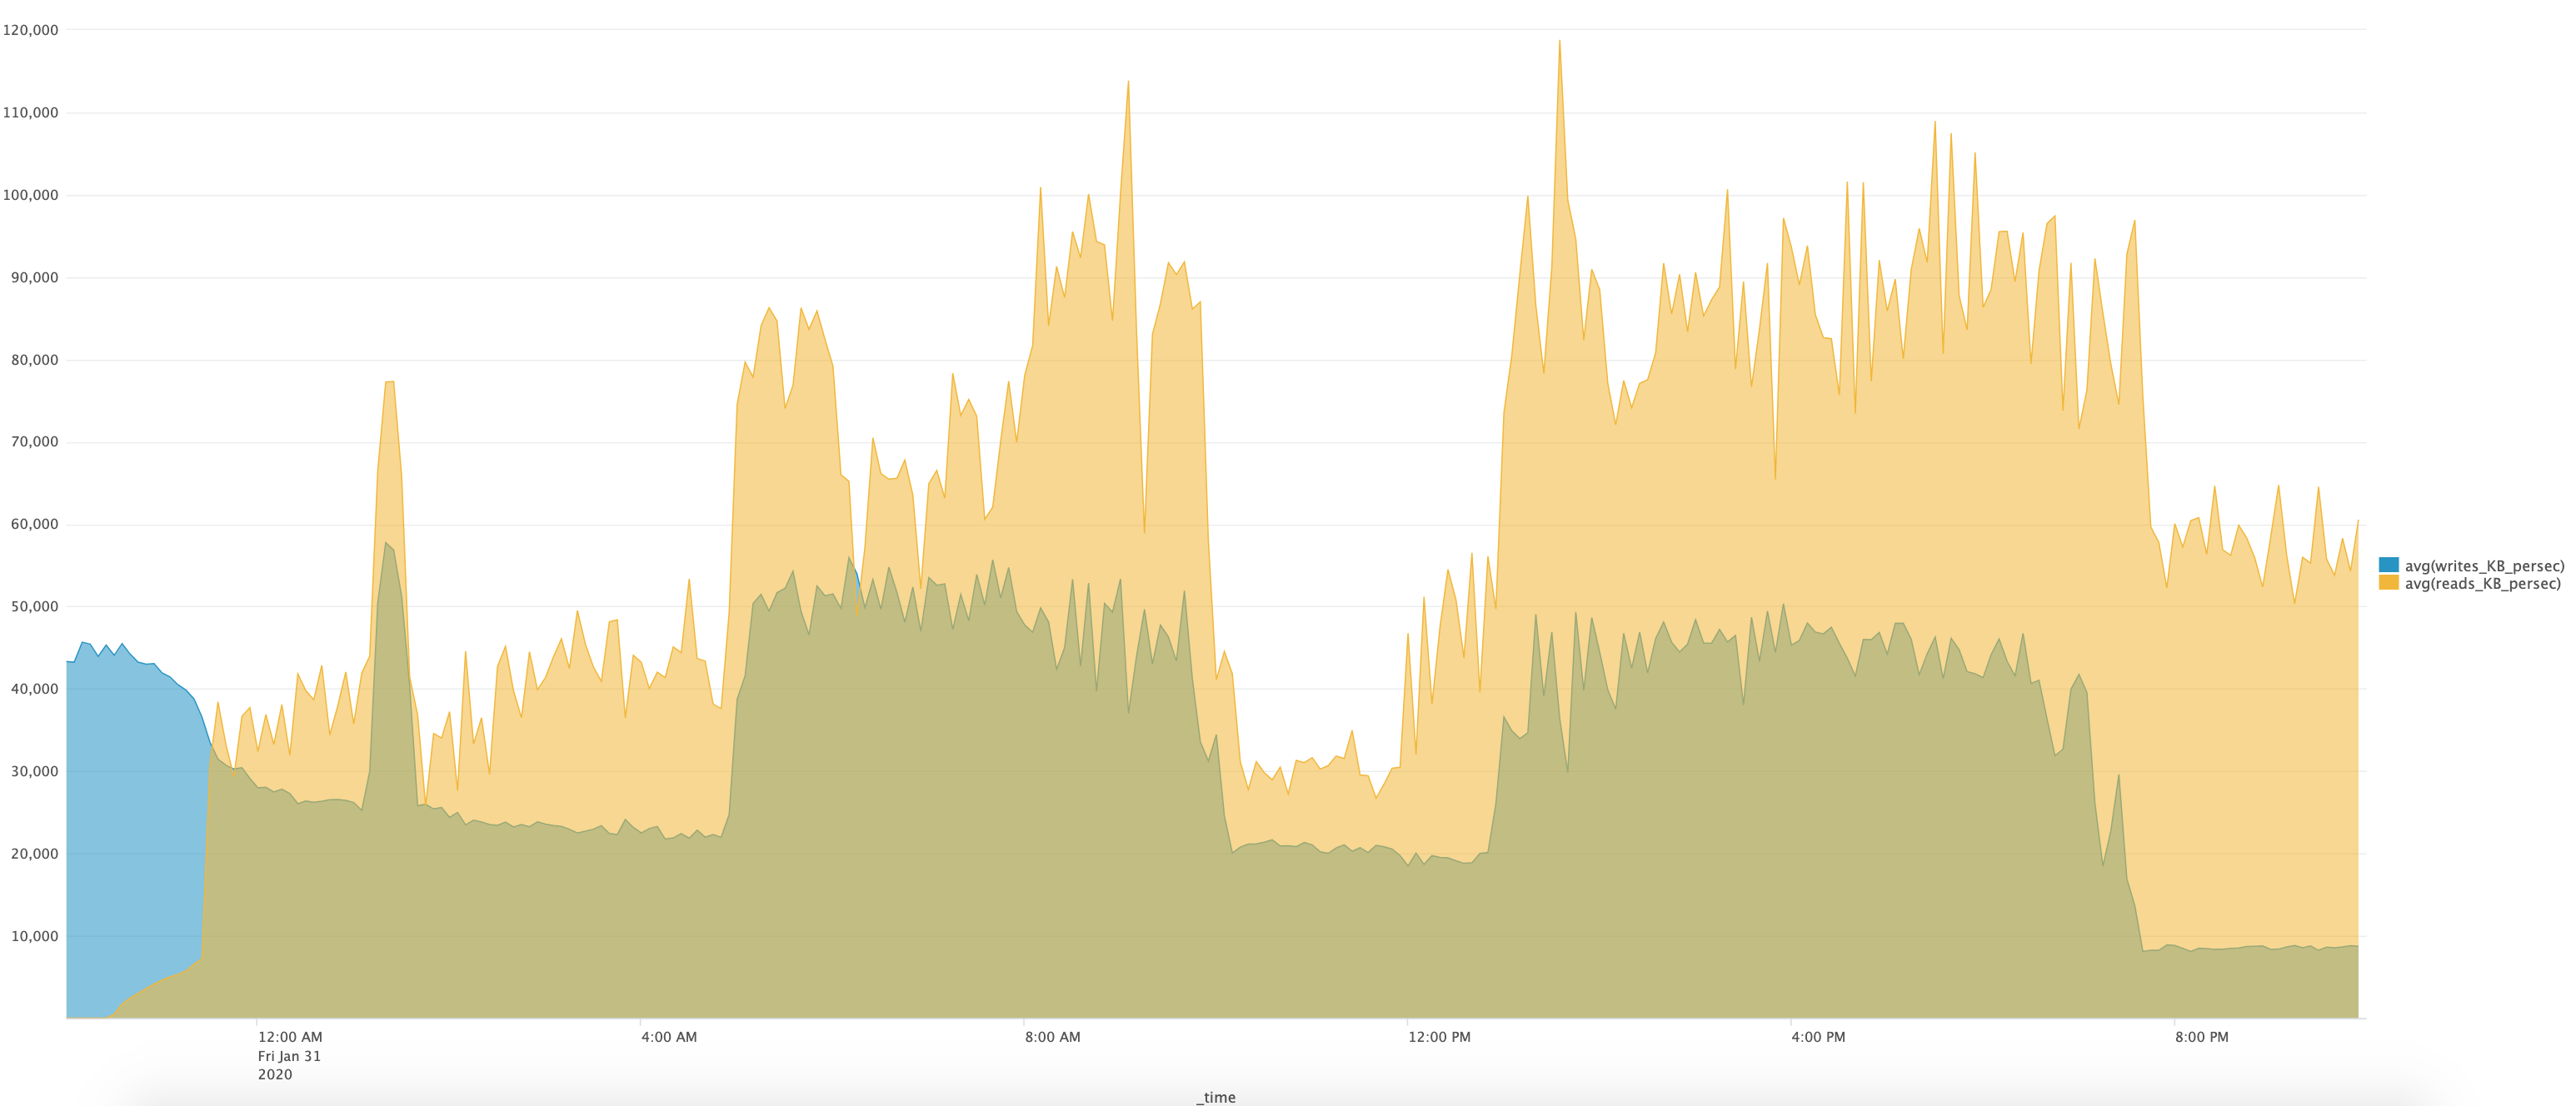 120,000
110,000
100,000
90,000
80,000
70,000
60,000
50,000
40,000
30,000
20,000
10,000
avg(writes_KB_persec)
avg(reads_KB_persec)
12:00 AM
Fri Jan 31
2020
4:00 AM
8:00 AM
12:00 PM
4:00 PM
8:00 PM
_time